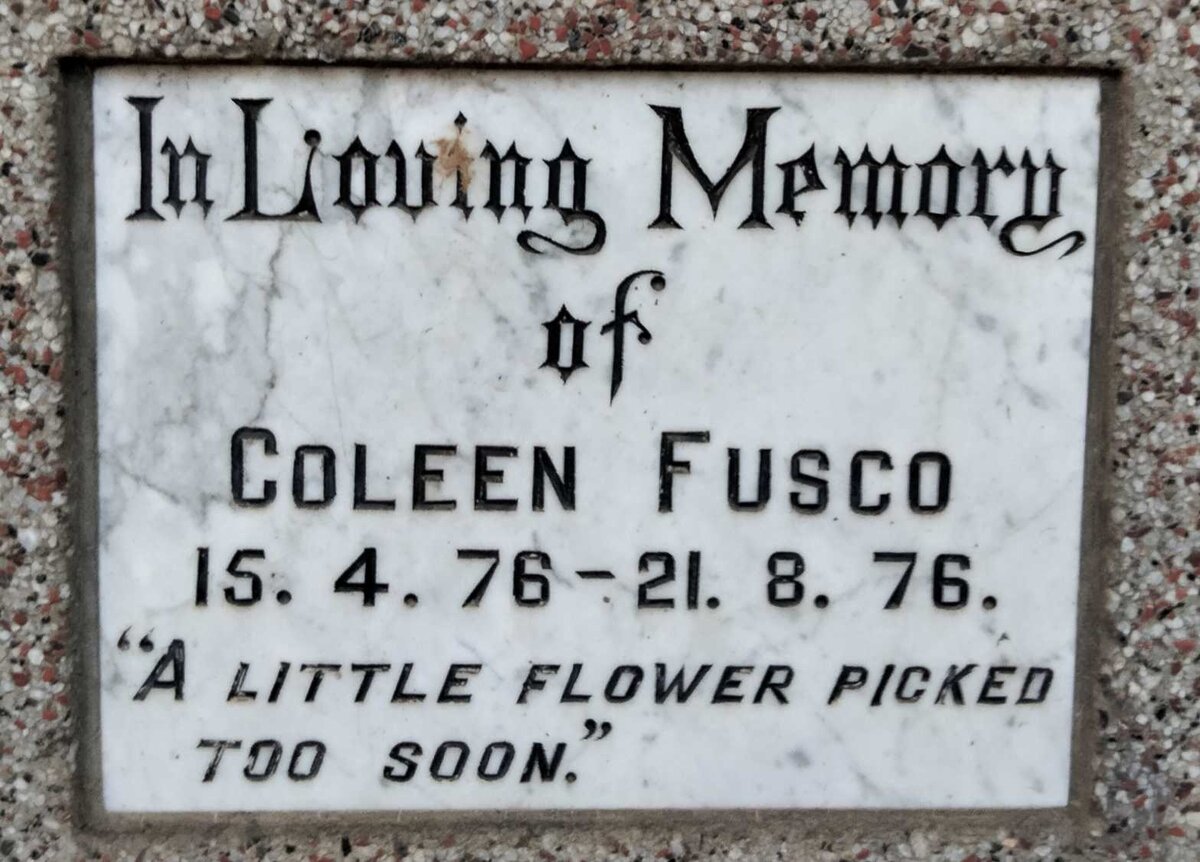 In Loving Memory
of
COLEEN FUSCO
15. 4. 76 - 21. 8. 76.
"A LITTLE FLOWER PICKED
TOO SOON."